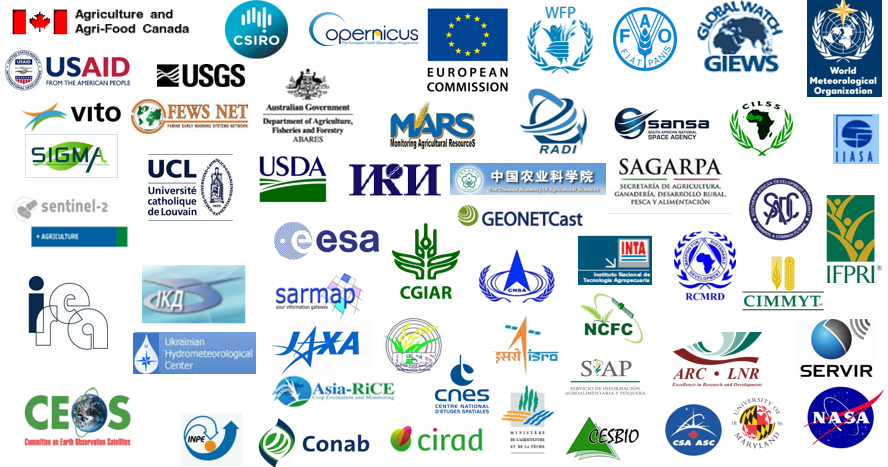 Agriculture and
Agri-Food Canada
CSIRO
opernicus
The European Earth Observation Programme
EUROPEAN
COMMISSION
WFP
FAO
FIAT PANIS
GLOBAL WATCH
GIEWS
World
Meteorological
Organization
USAID
USAID
FROM THE AMERICAN PEOPLE
USGS
vito
FEWS NET
FAMINE EARLY WARNING SYSTEMS NETWORK
Australian Government
Department of Agriculture,
Fisheries and Forestry
ABARES
MARS
Monitoring Agricultural ResourceS
RADI
sansa
SOUTH AFRICAN NATIONAL
SPACE AGENCY
CILSS
IIASA
SIGMA
UCL
Université
catholique
de Louvain
USDA
ИКИ
中国农业科学院
The Chinese Academy of Agricultural Sciences
SAGARPA
SECRETARÍA DE AGRICULTURA,
GANADERÍA, DESARROLLO RURAL,
PESCA Y ALIMENTACIÓN
SADC
sentinel-2
AGRICULTURE
GEONETCast
esa
CGIAR
CNSA
INTA
Instituto Nacional de
Tecnología Agropecuaria
RCMRD
CIMMYT
IFPRI®
iera
ІКД
sarmap
your information gateway
NCFC
Ukrainian
Hydrometeorological
Center
JAXA
इसरो isro
SIAP
SERVICIO DE INFORMACIÓN
AGROALIMENTARIA Y PESQUERA
ARC • LNR
Excellence in Research and Development
SERVIR
Asia-RiCE
Crop Estimation and Monitoring
cnes
CENTRE NATIONAL
D'ÉTUDES SPATIALES
CEOS
Committee on Earth Observation Satellites
INPE
Conab
cirad
MINISTÈRE
DE L'AGRICULTURE
ET DE LA PÊCHE
CESBIO
CSA ASC
UNIVERSITY OF
MARYLAND
18 56
NASA